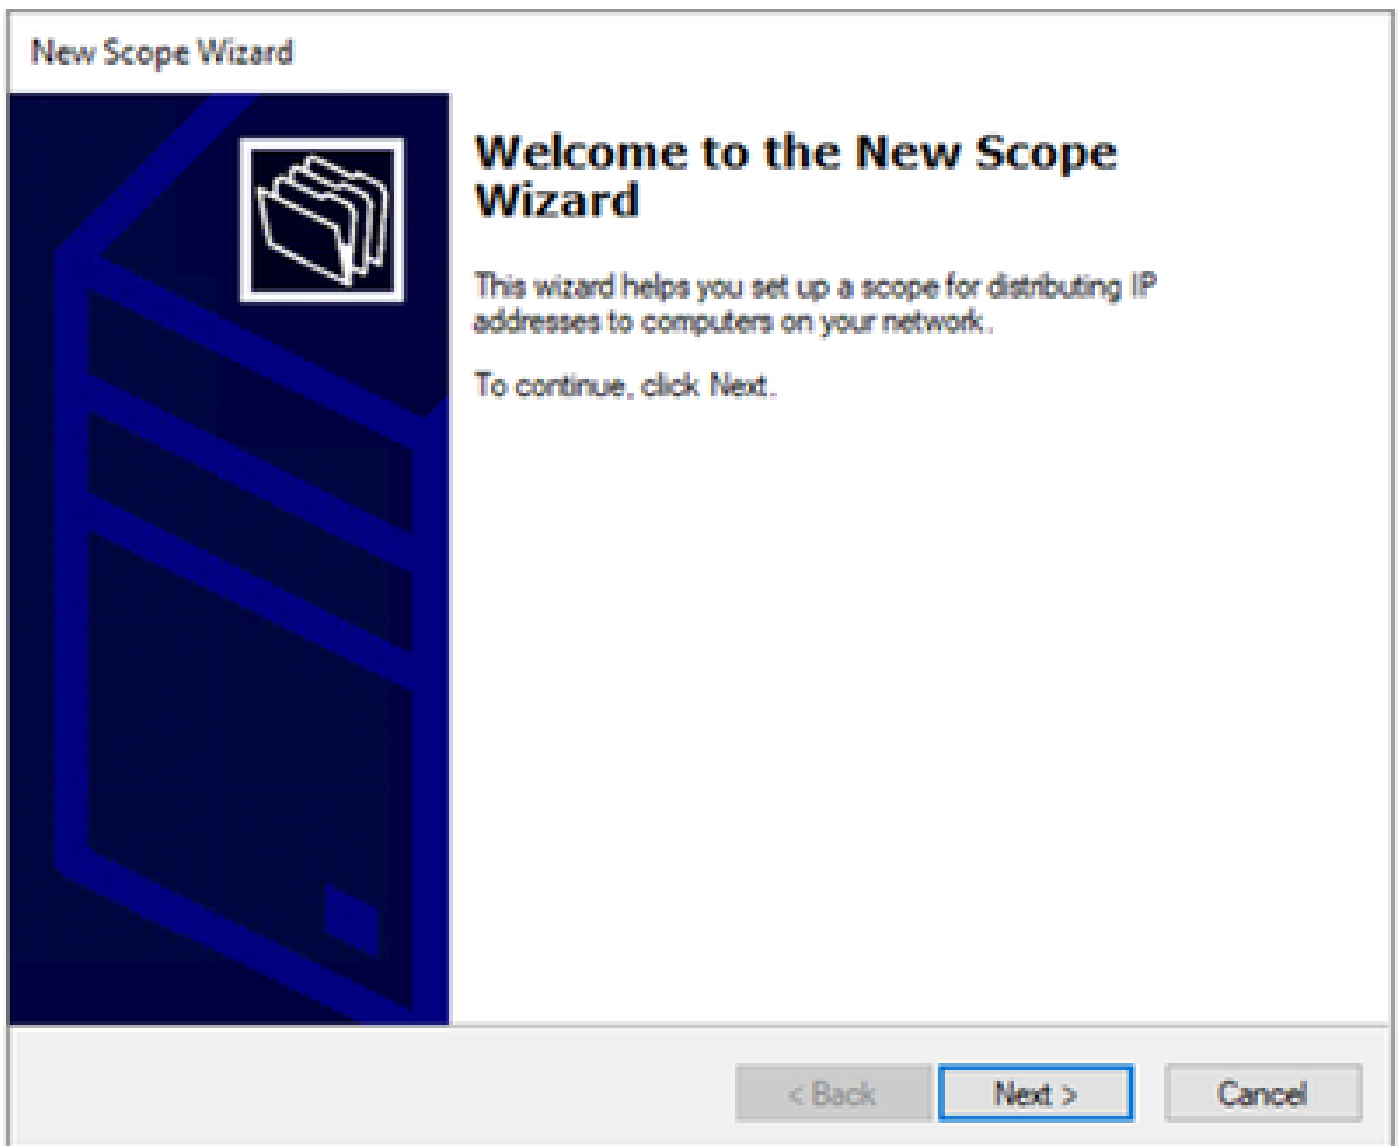 New Scope Wizard
Welcome to the New Scope
Wizard
This wizard helps you set up a scope for distributing IP
addresses to computers on your network.
To continue, click Next.
< Back
Next >
Cancel